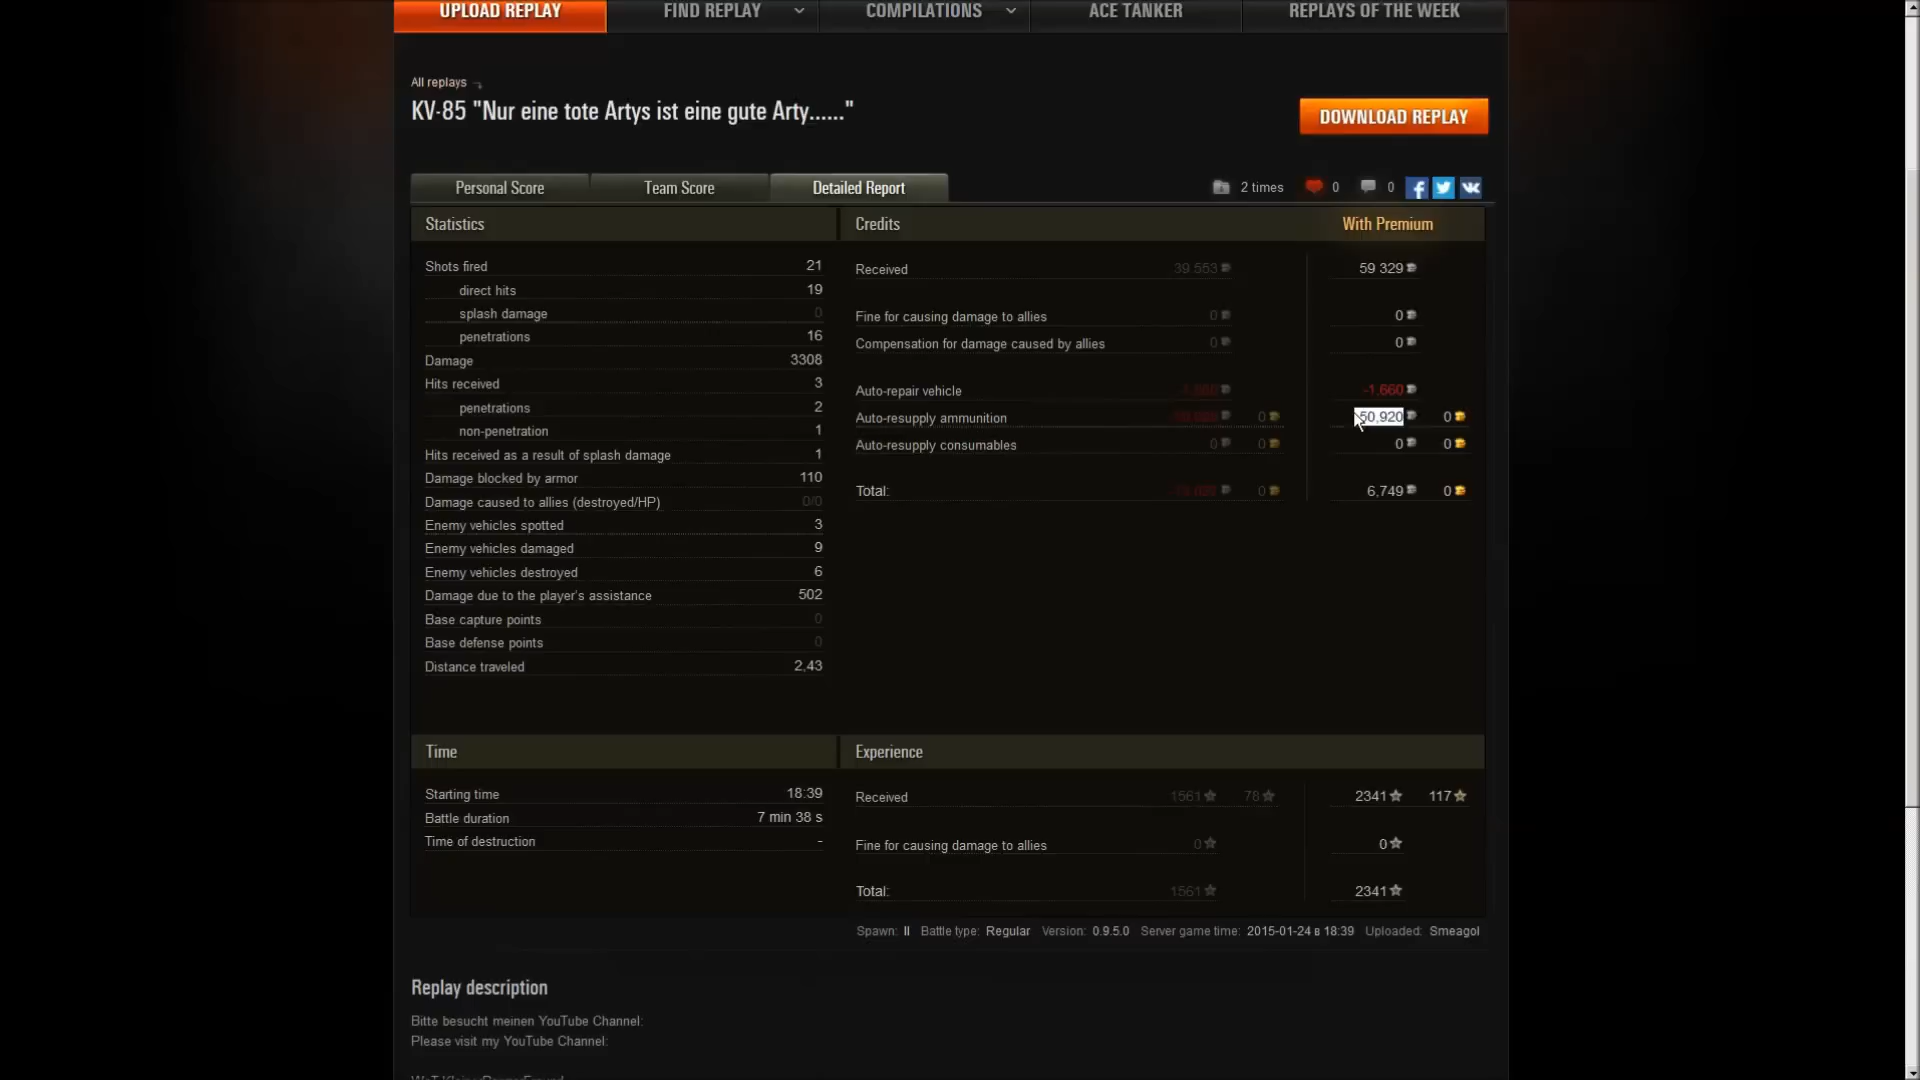 UPLOAD REPLAY FIND REPLAY COMPILATIONS ACE TANKER REPLAYS OF THE WEEK
All replays
KV-85 "Nur eine tote Artys ist eine gute Arty......"
DOWNLOAD REPLAY
Personal Score Team Score Detailed Report 2 times 0 0
Statistics Credits With Premium
Shots fired 21
direct hits 19
splash damage 0
penetrations 16
Damage 3308
Hits received 3
penetrations 2
non-penetration 1
Hits received as a result of splash damage 1
Damage blocked by armor 110
Damage caused to allies (destroyed/HP) 0/0
Enemy vehicles spotted 3
Enemy vehicles damaged 9
Enemy vehicles destroyed 6
Damage due to the player's assistance 502
Base capture points 0
Base defense points 0
Distance traveled 2,43
Received 39 553 59 329
Fine for causing damage to allies 0 0
Compensation for damage caused by allies 0 0
Auto-repair vehicle -1,660
Auto-resupply ammunition 0 50,920 0
Auto-resupply consumables 0 0 0 0
Total: 0 6,749 0
Time Experience
Starting time 18:39
Battle duration 7 min 38 s
Time of destruction -
Received 1561 78 2341 117
Fine for causing damage to allies 0 0
Total: 1561 2341
Spawn: II Battle type: Regular Version: 0.9.5.0 Server game time: 2015-01-24 в 18:39 Uploaded: Smeagol
Replay description
Bitte besucht meinen YouTube Channel:
Please visit my YouTube Channel: